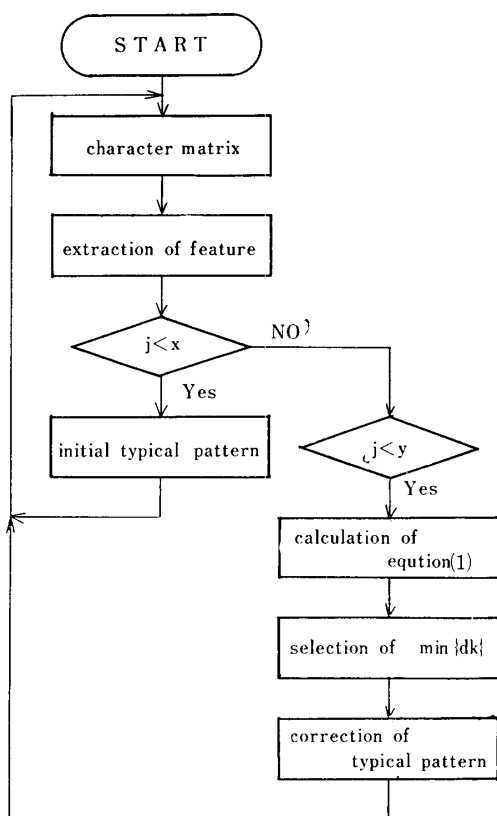 START
character matrix
extraction of feature
j<x
NO
Yes
initial typical pattern
j<y
Yes
calculation of
eqution(1)
selection of min{dk}
correction of
typical pattern